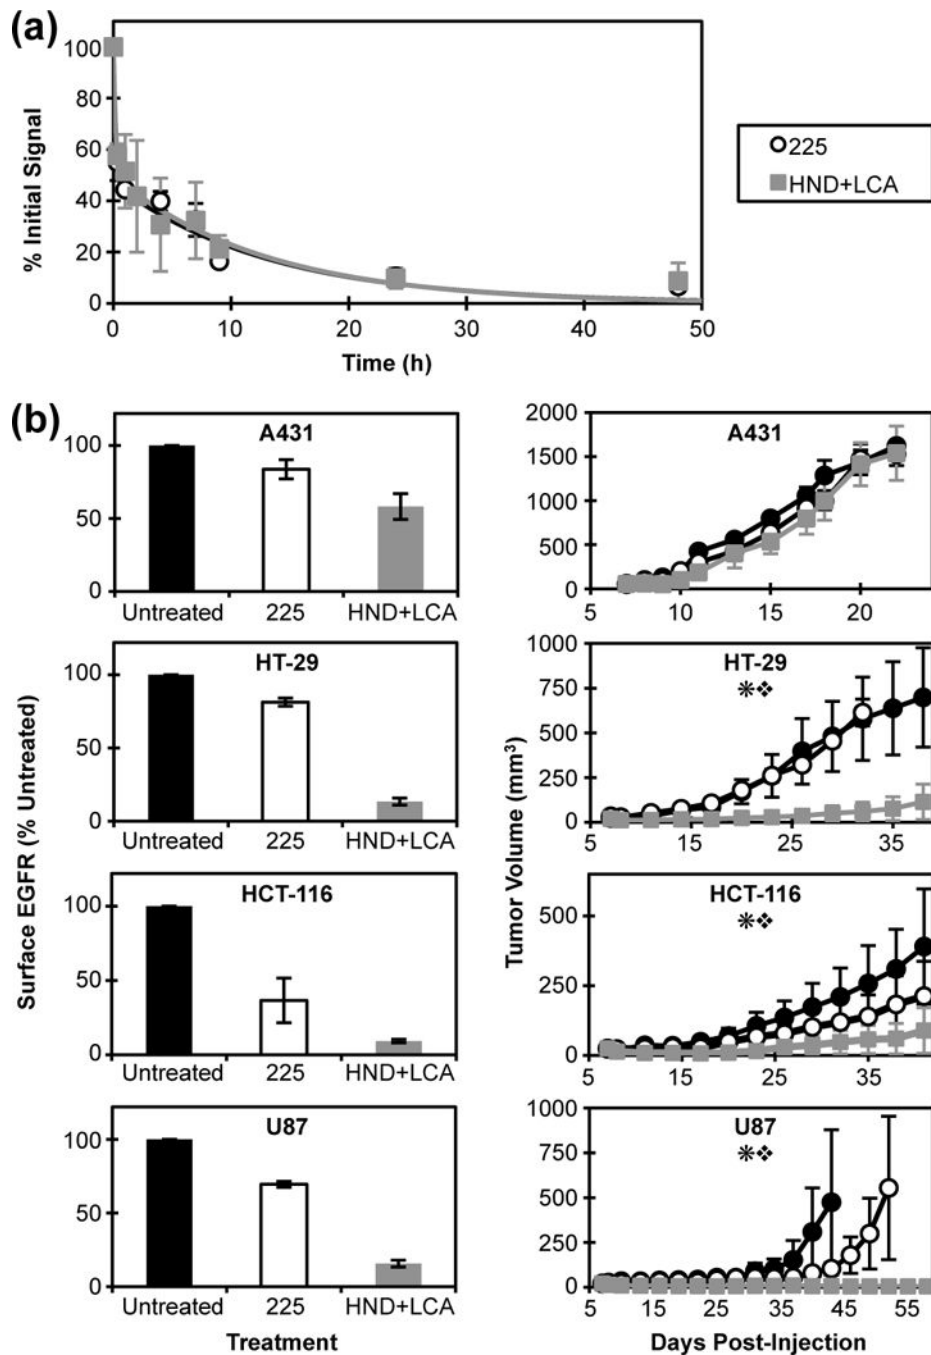 (a)
% Initial Signal
100
80
60
40
20
0
0 10 20 30 40 50
Time (h)
225
HND+LCA
(b)
Surface EGFR (% Untreated)
A431
100
50
0
Untreated 225 HND+LCA
HT-29
100
50
0
Untreated 225 HND+LCA
HCT-116
100
50
0
Untreated 225 HND+LCA
U87
100
50
0
Untreated 225 HND+LCA
Treatment
Tumor Volume (mm³)
A431
2000
1500
1000
500
0
5 10 15 20
HT-29
⁕❖
1000
750
500
250
0
5 15 25 35
HCT-116
⁕❖
500
250
0
5 15 25 35
U87
⁕❖
1000
750
500
250
0
5 15 25 35 45 55
Days Post-Injection